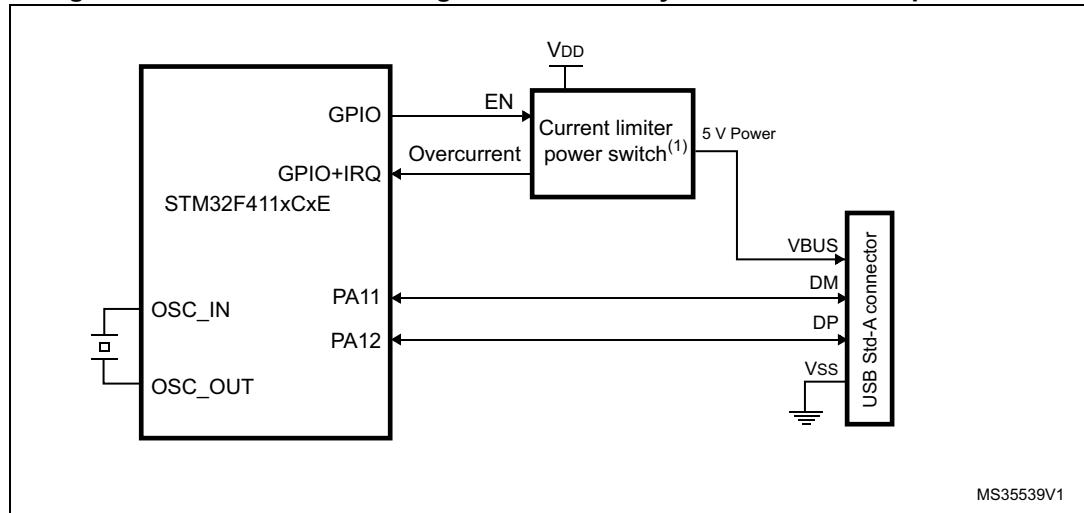 VDD
GPIO
EN
Current limiter
power switch(1)
5 V Power
Overcurrent
GPIO+IRQ
STM32F411xCxE
VBUS
DM
DP
VSS
USB Std-A connector
OSC_IN
PA11
PA12
OSC_OUT
MS35539V1